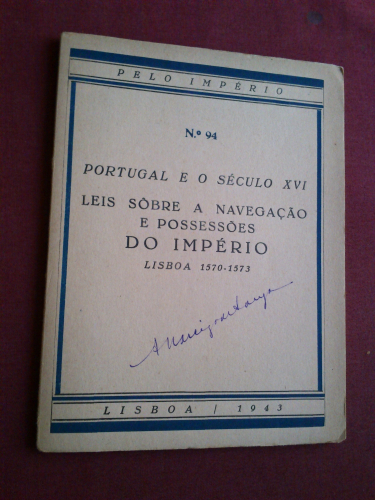 PELO IMPÉRIO
N.º 94
PORTUGAL E O SÉCULO XVI
LEIS SÔBRE A NAVEGAÇÃO
E POSSESSÕES
DO IMPÉRIO
LISBOA 1570-1573
LISBOA / 1943